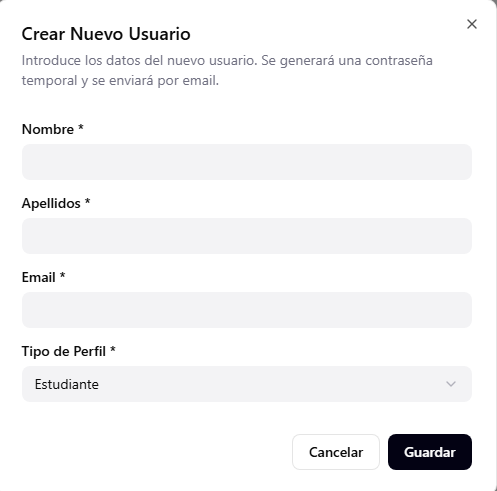 Crear Nuevo Usuario
Introduce los datos del nuevo usuario. Se generará una contraseña
temporal y se enviará por email.
Nombre *
Apellidos *
Email *
Tipo de Perfil *
Estudiante
Cancelar
Guardar